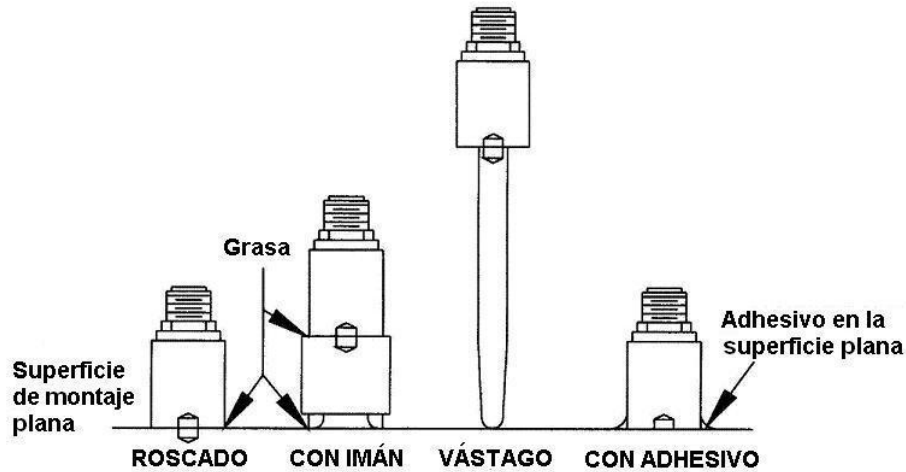 Grasa
Adhesivo en la
superficie plana
Superficie
de montaje
plana
ROSCADO
CON IMÁN
VÁSTAGO
CON ADHESIVO